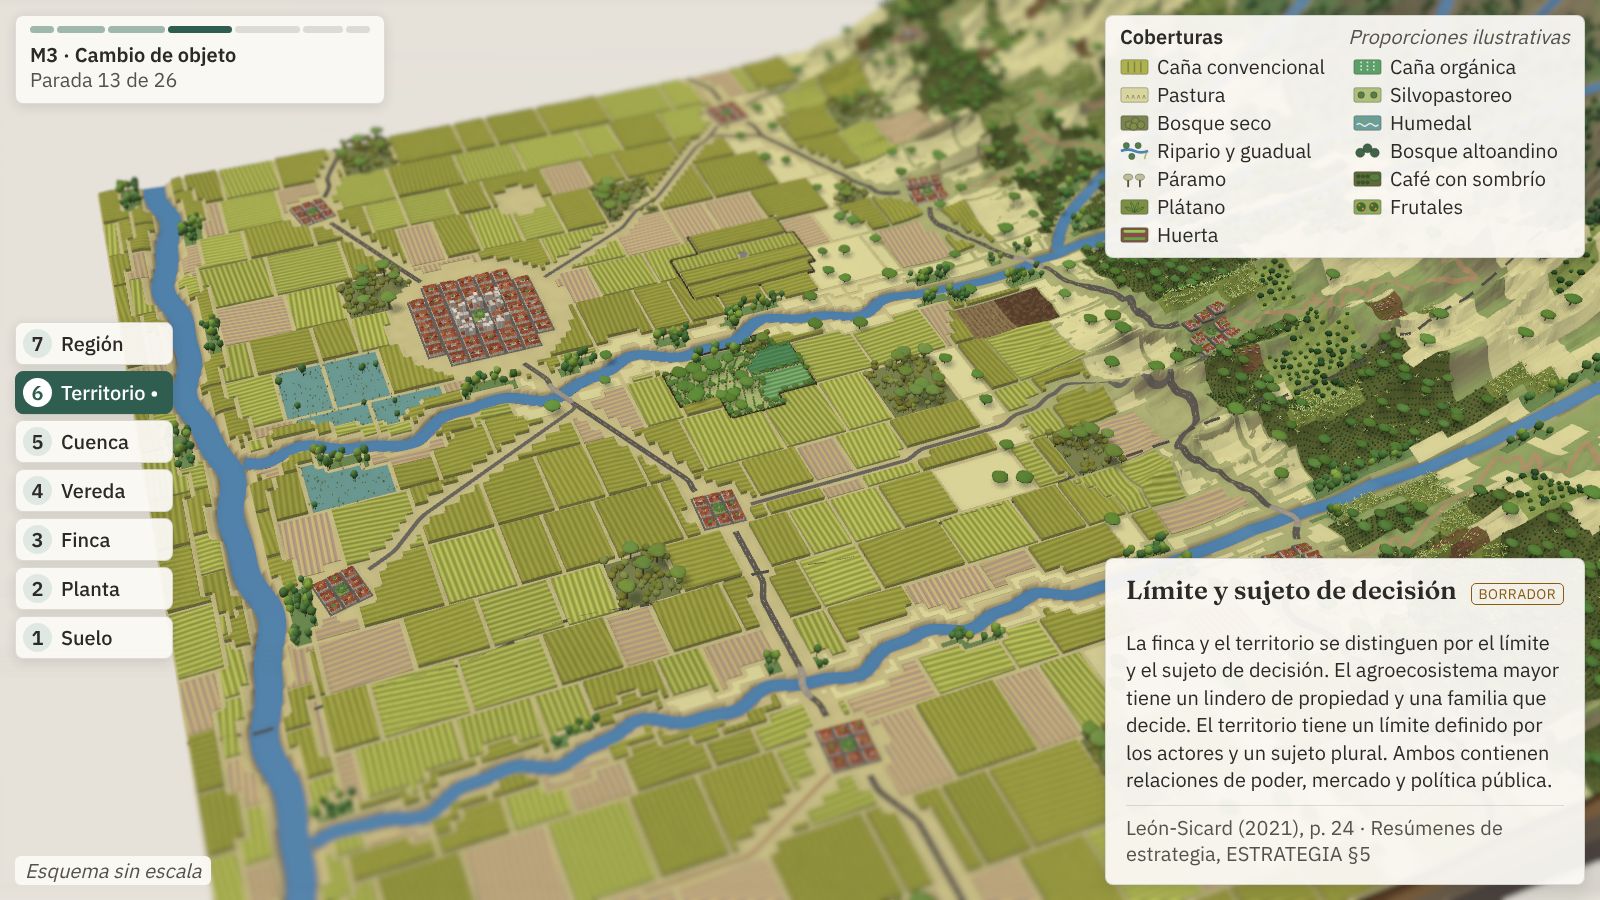 M3 · Cambio de objeto
Parada 13 de 26
Coberturas
Proporciones ilustrativas
Caña convencional
Caña orgánica
Pastura
Silvopastoreo
Bosque seco
Humedal
Ripario y guadual
Bosque altoandino
Páramo
Café con sombrío
Plátano
Frutales
Huerta
7 Región
6 Territorio •
5 Cuenca
4 Vereda
3 Finca
2 Planta
1 Suelo
Límite y sujeto de decisión
BORRADOR
La finca y el territorio se distinguen por el límite
y el sujeto de decisión. El agroecosistema mayor
tiene un lindero de propiedad y una familia que
decide. El territorio tiene un límite definido por
los actores y un sujeto plural. Ambos contienen
relaciones de poder, mercado y política pública.
León-Sicard (2021), p. 24 · Resúmenes de
estrategia, ESTRATEGIA §5
Esquema sin escala